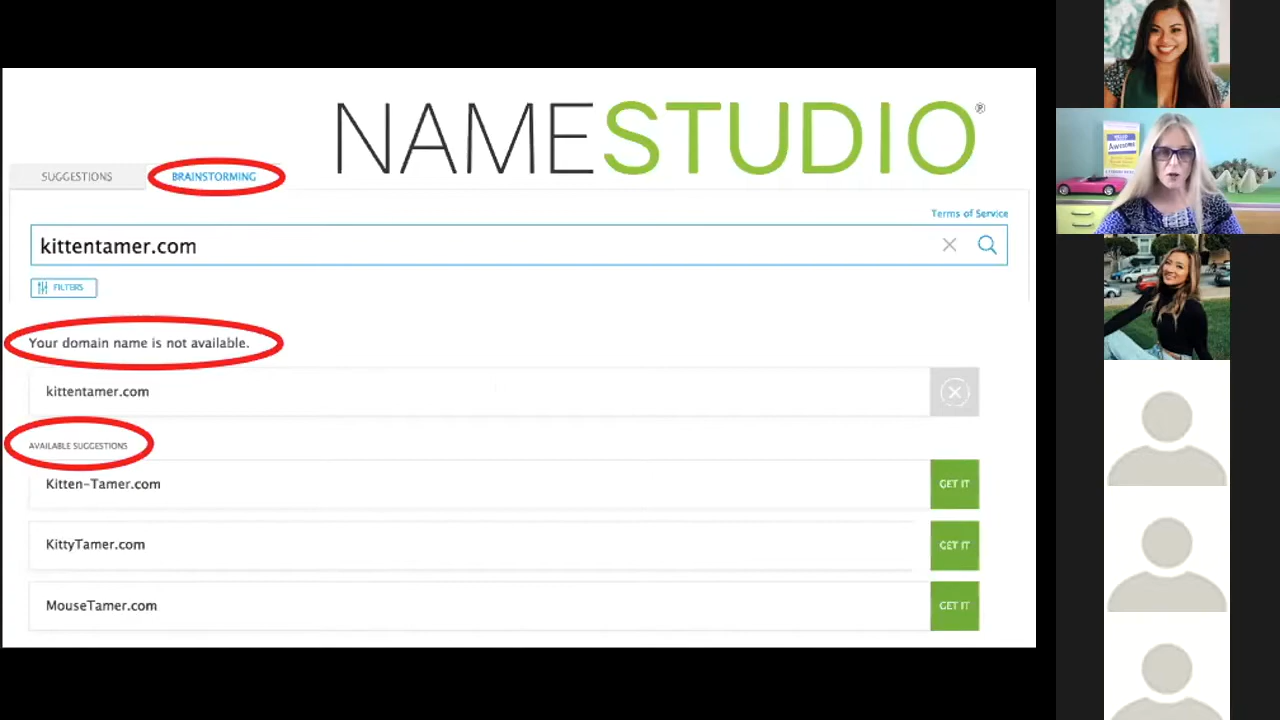 NAMESTUDIO®
SUGGESTIONS
BRAINSTORMING
Terms of Service
kittentamer.com
FILTERS
Your domain name is not available.
kittentamer.com
AVAILABLE SUGGESTIONS
Kitten-Tamer.com
GET IT
KittyTamer.com
GET IT
MouseTamer.com
GET IT
Awesome